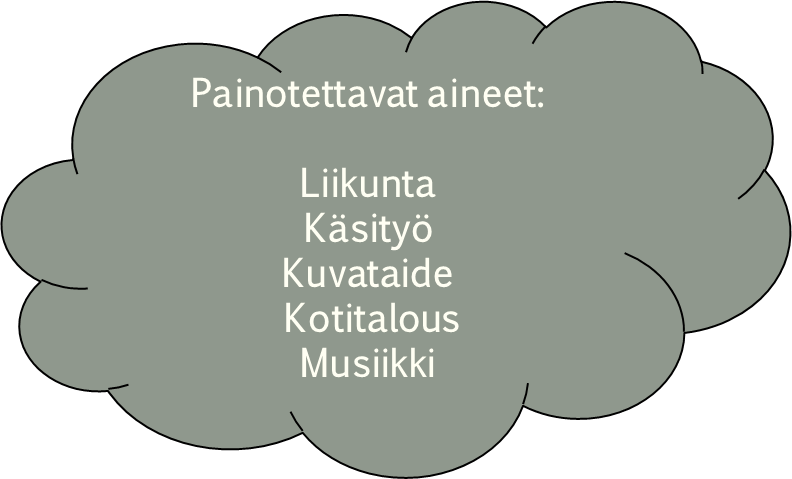 Painotettavat aineet:
Liikunta
Käsityö
Kuvataide
Kotitalous
Musiikki